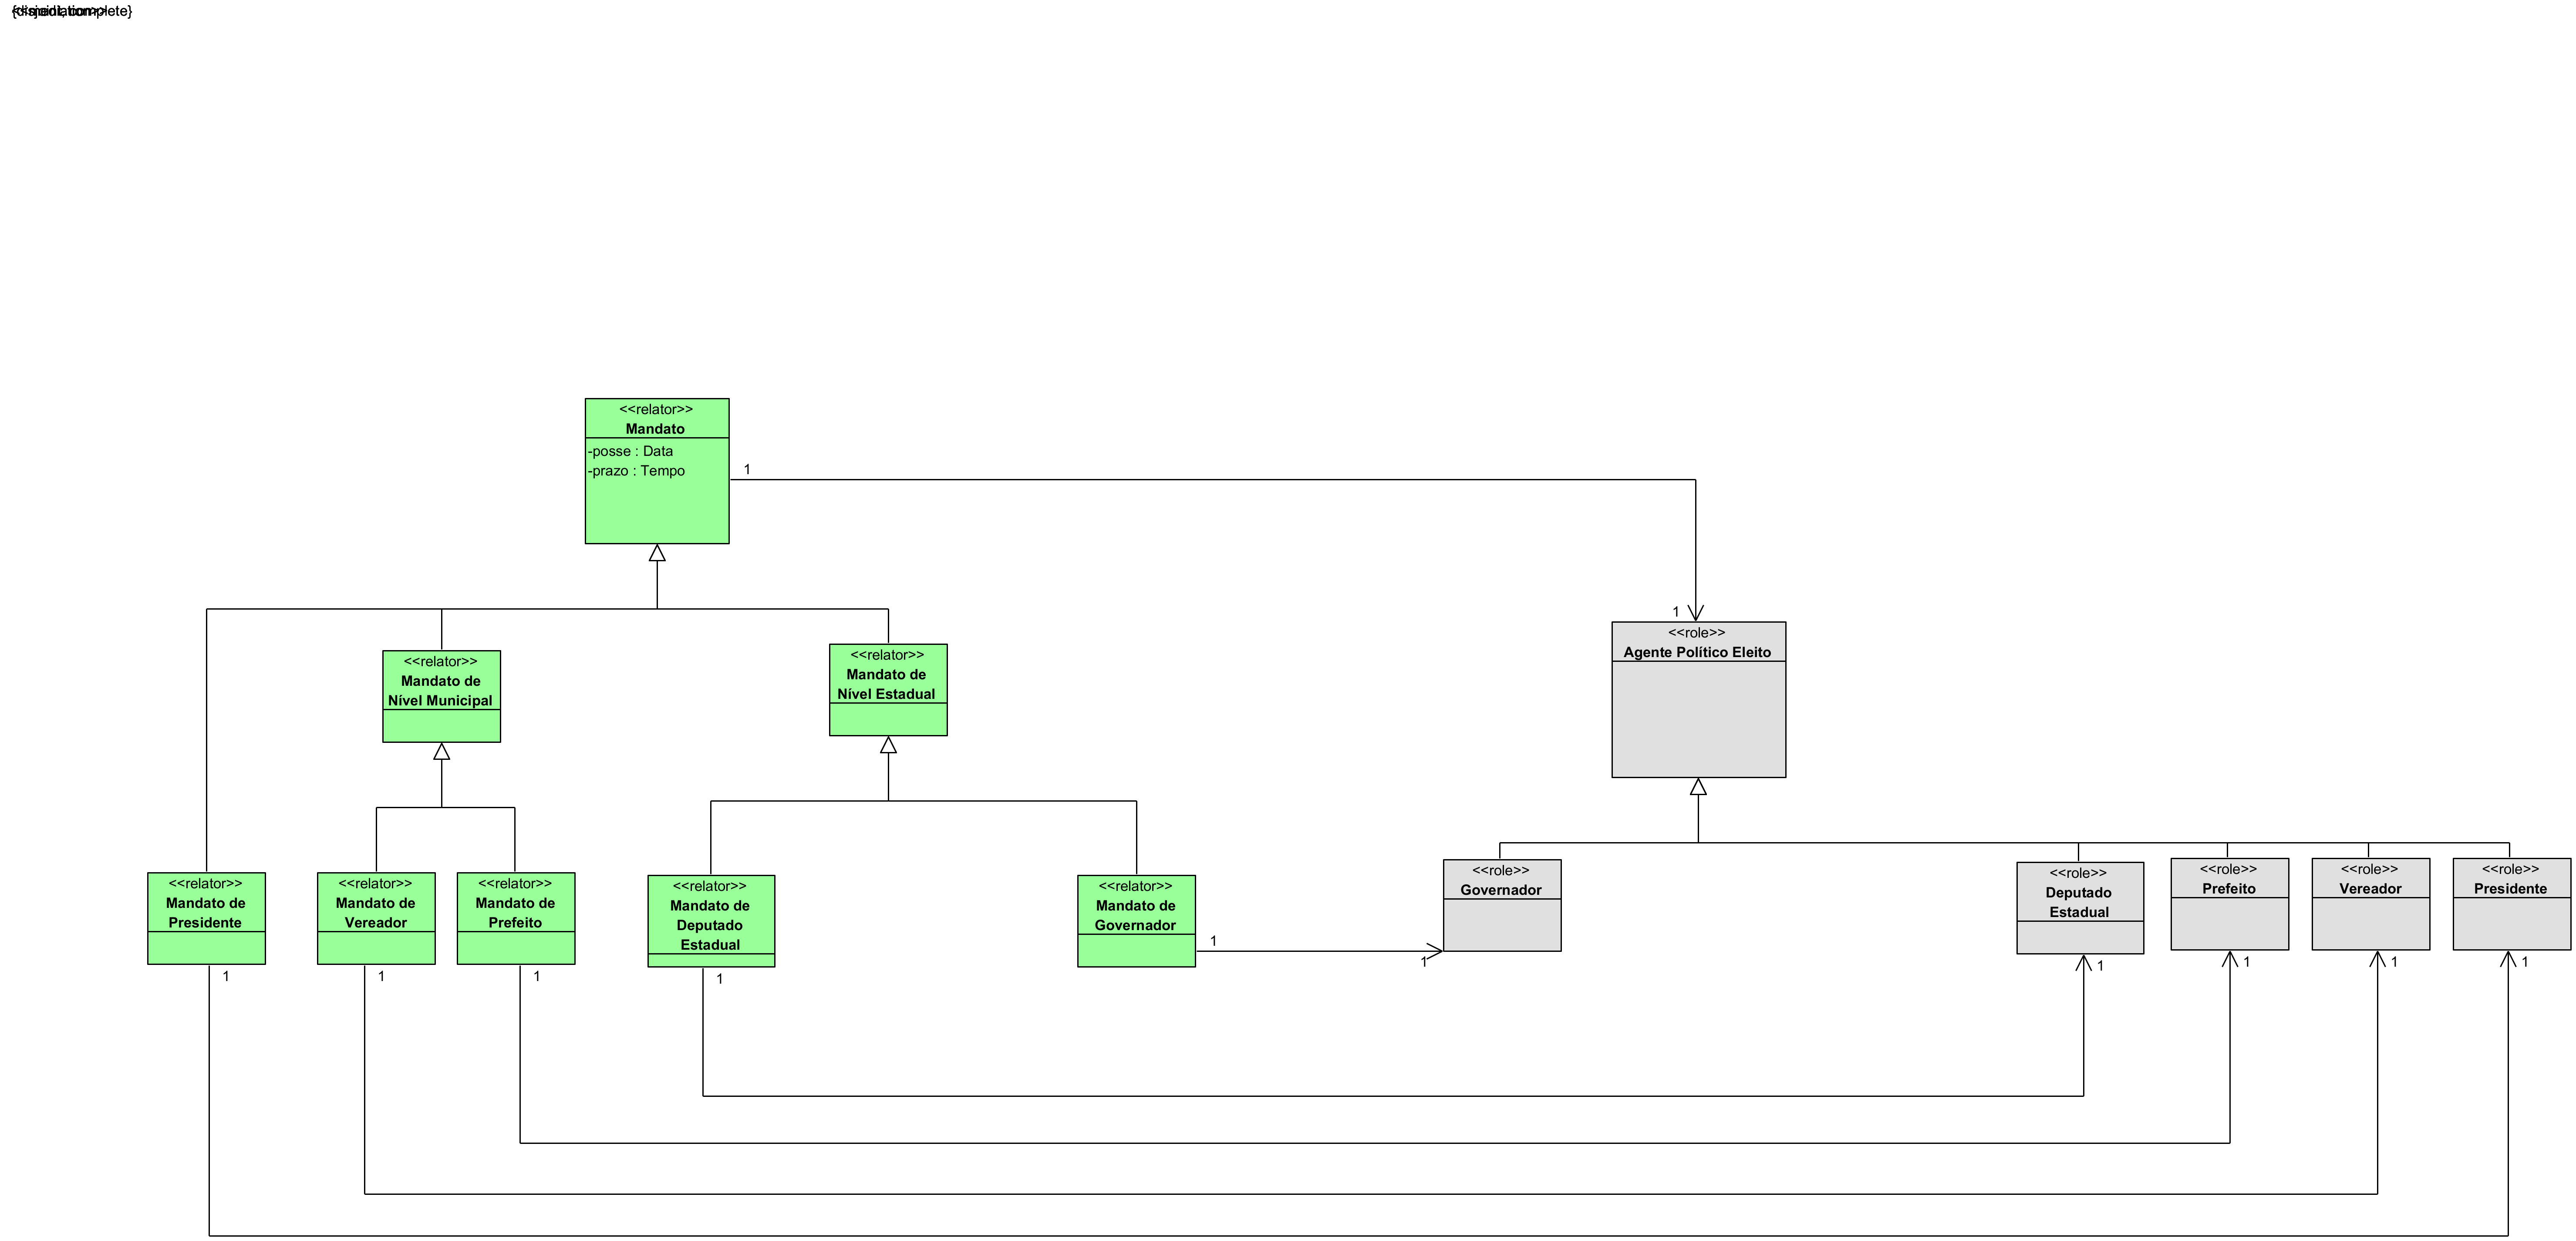 <<relator>>
Mandato
-posse : Data
-prazo : Tempo
1
1
<<role>>
Agente Político Eleito
<<relator>>
Mandato de
Nível Municipal
<<relator>>
Mandato de
Nível Estadual
<<relator>>
Mandato de
Presidente
1
<<relator>>
Mandato de
Vereador
1
<<relator>>
Mandato de
Prefeito
1
<<relator>>
Mandato de
Deputado
Estadual
1
<<relator>>
Mandato de
Governador
1
1
<<role>>
Governador
<<role>>
Deputado
Estadual
1
<<role>>
Prefeito
1
<<role>>
Vereador
1
<<role>>
Presidente
1